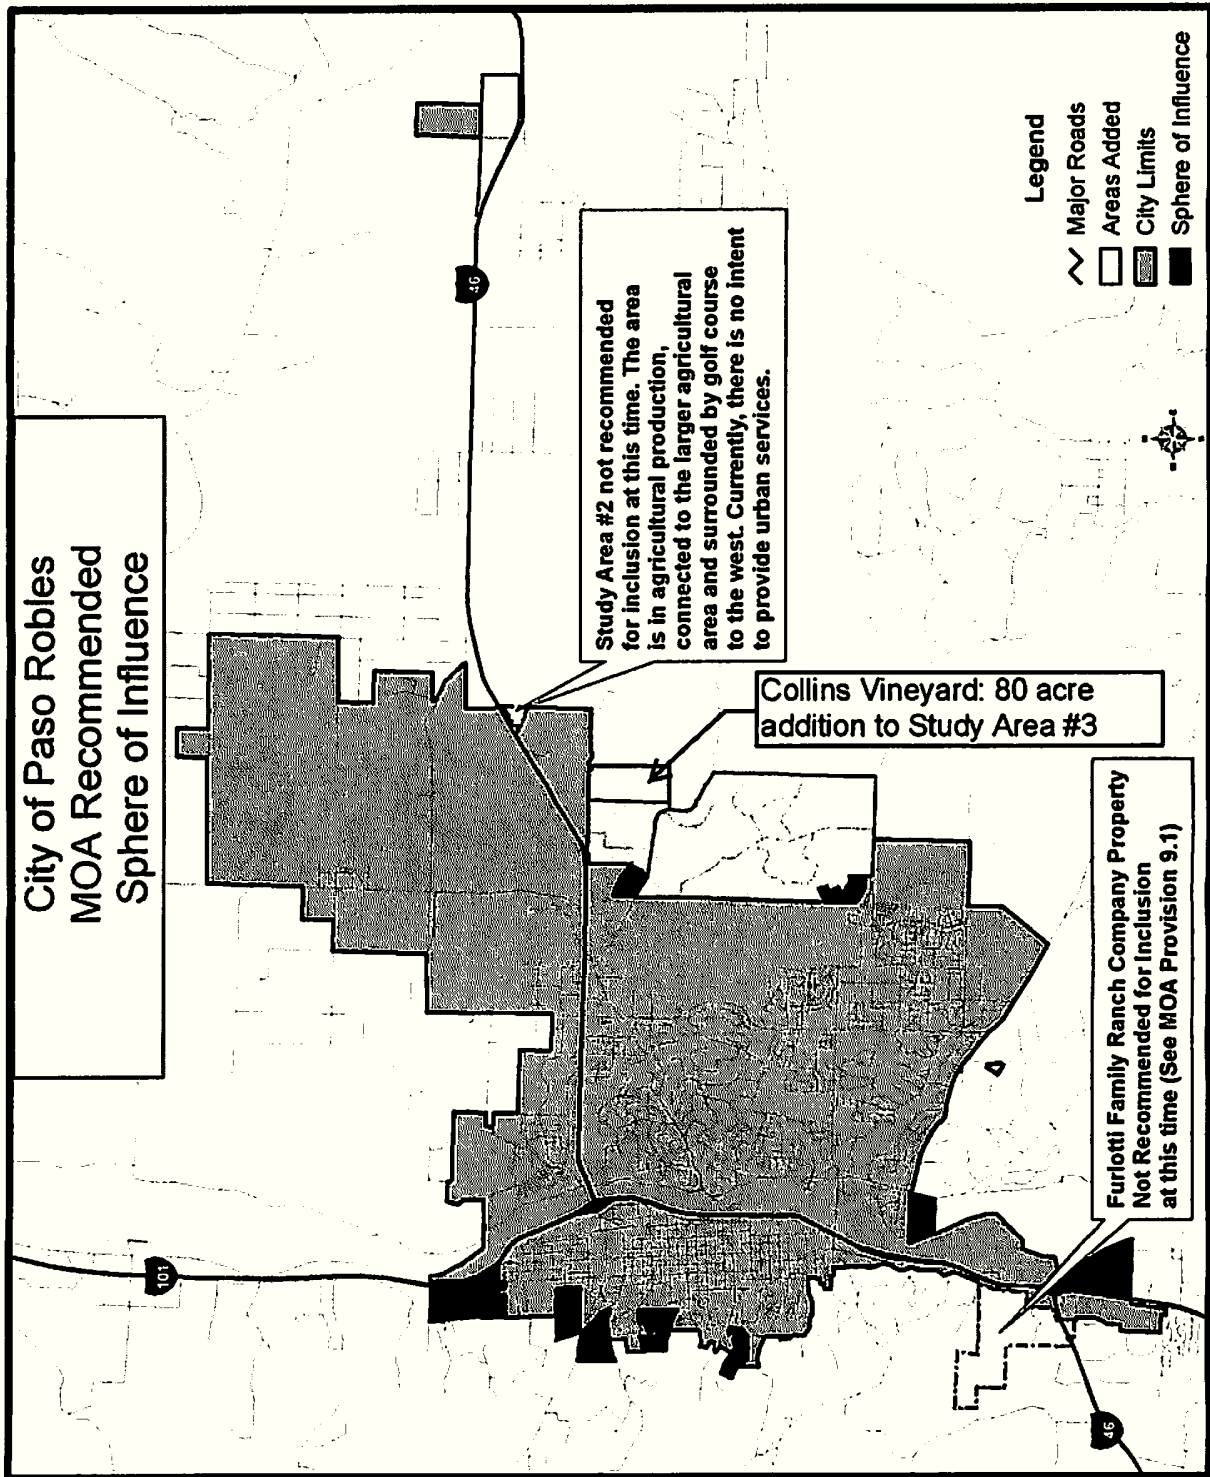 City of Paso Robles
MOA Recommended
Sphere of Influence
46
Study Area #2 not recommended
for inclusion at this time. The area
is in agricultural production,
connected to the larger agricultural
area and surrounded by golf course
to the west. Currently, there is no intent
to provide urban services.
Collins Vineyard: 80 acre
addition to Study Area #3
101
Furlotti Family Ranch Company Property
Not Recommended for Inclusion
at this time (See MOA Provision 9.1)
46
Legend
Major Roads
Areas Added
City Limits
Sphere of Influence